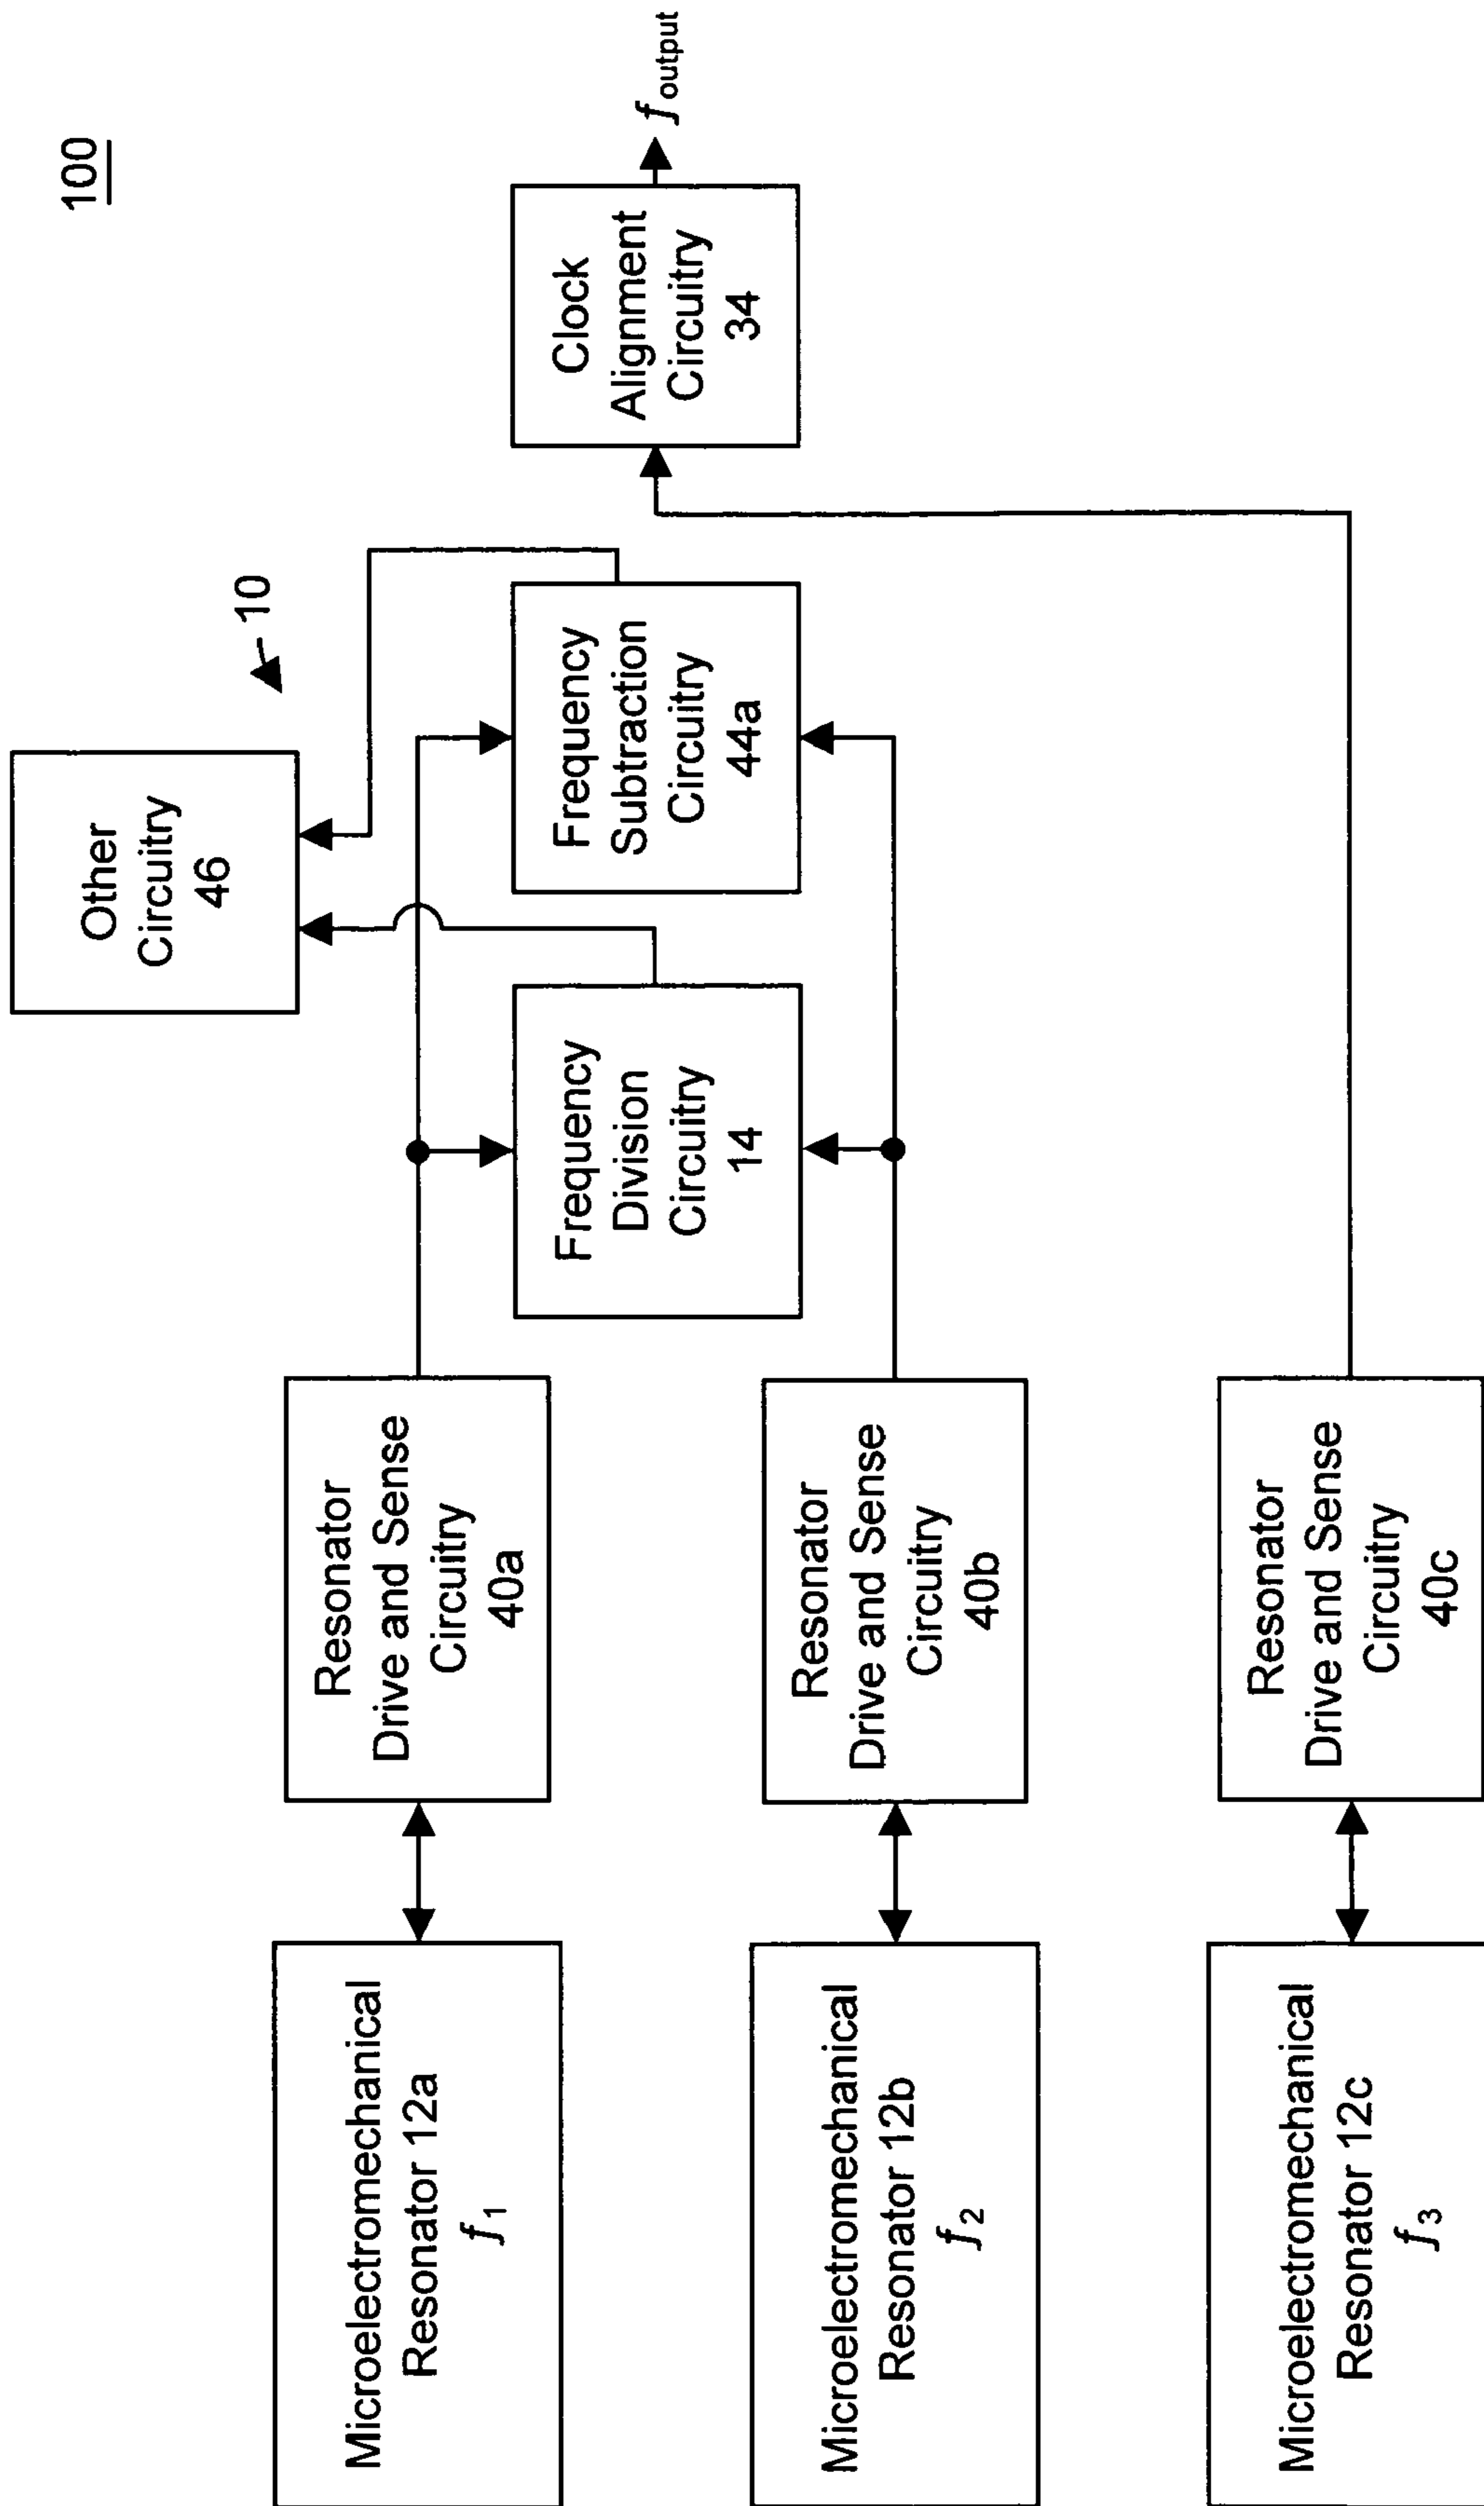 100
10
Other
Circuitry
46
Microelectromechanical
Resonator 12a
f1
Resonator
Drive and Sense
Circuitry
40a
Frequency
Division
Circuitry
14
Frequency
Subtraction
Circuitry
44a
Clock
Alignment
Circuitry
34
foutput
Microelectromechanical
Resonator 12b
f2
Resonator
Drive and Sense
Circuitry
40b
Microelectromechanical
Resonator 12c
f3
Resonator
Drive and Sense
Circuitry
40c